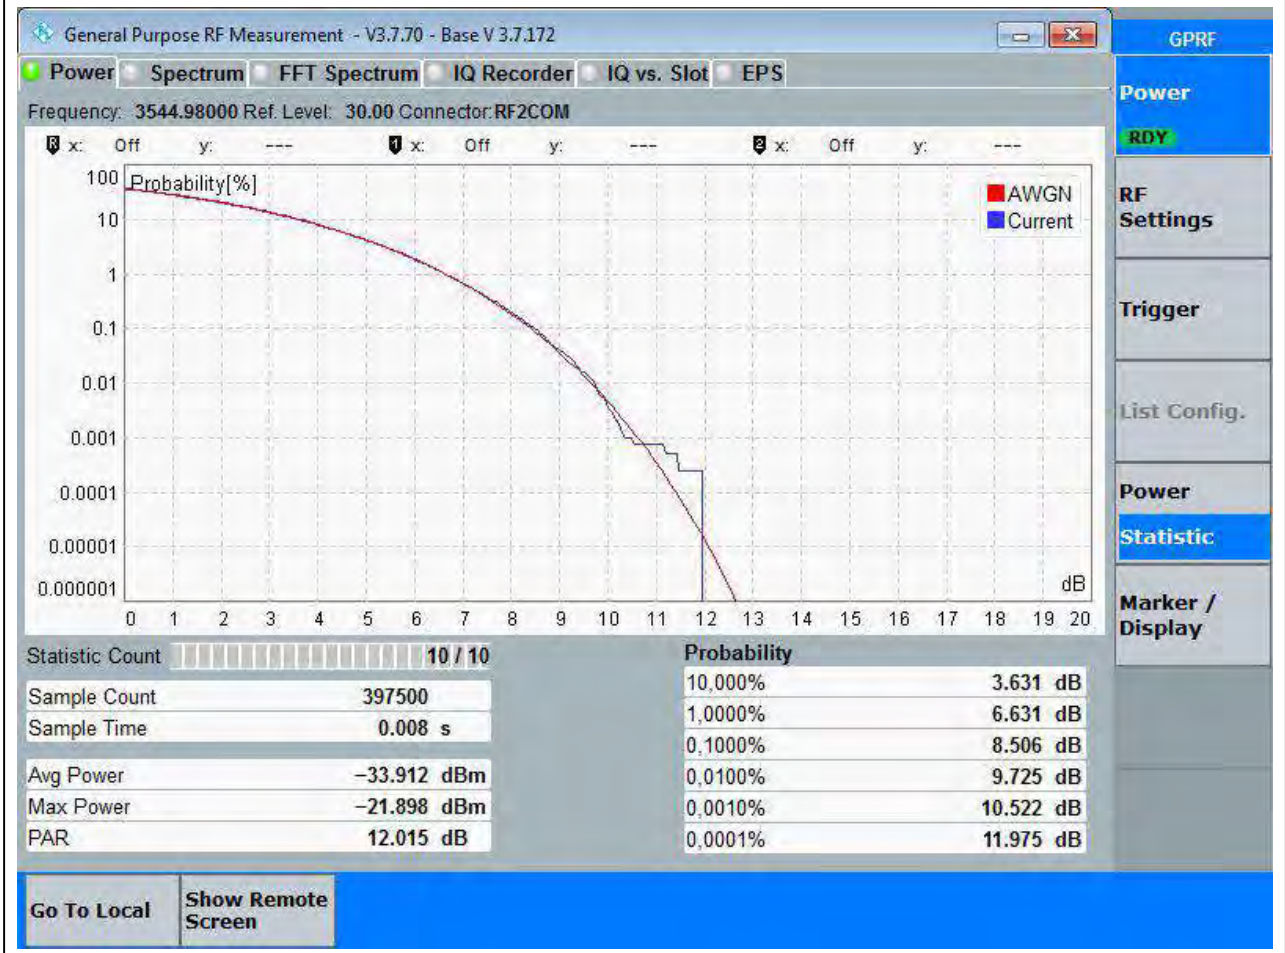 General Purpose RF Measurement - V3.7.70 - Base V 3.7.172
GPRF
Power Spectrum FFT Spectrum IQ Recorder IQ vs. Slot EPS
Frequency: 3544.98000 Ref. Level: 30.00 Connector:RF2COM
R x: Off y: --- 1 x: Off y: --- 2 x: Off y: ---
Probability[%]
AWGN
Current
100
10
1
0.1
0.01
0.001
0.0001
0.00001
0.000001
dB
0 1 2 3 4 5 6 7 8 9 10 11 12 13 14 15 16 17 18 19 20
Statistic Count 10 / 10
Sample Count 397500
Sample Time 0.008 s
Avg Power −33.912 dBm
Max Power −21.898 dBm
PAR 12.015 dB
Probability
10,000% 3.631 dB
1,0000% 6.631 dB
0,1000% 8.506 dB
0,0100% 9.725 dB
0,0010% 10.522 dB
0,0001% 11.975 dB
Power
RDY
RF
Settings
Trigger
List Config.
Power
Statistic
Marker /
Display
Go To Local
Show Remote
Screen